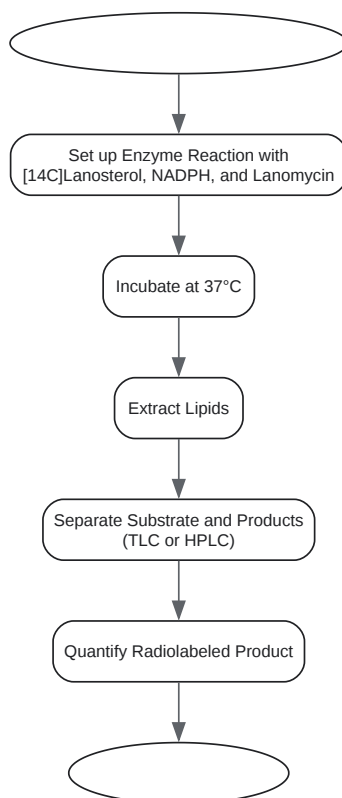 Set up Enzyme Reaction with
[14C]Lanosterol, NADPH, and Lanomycin
Incubate at 37°C
Extract Lipids
Separate Substrate and Products
(TLC or HPLC)
Quantify Radiolabeled Product